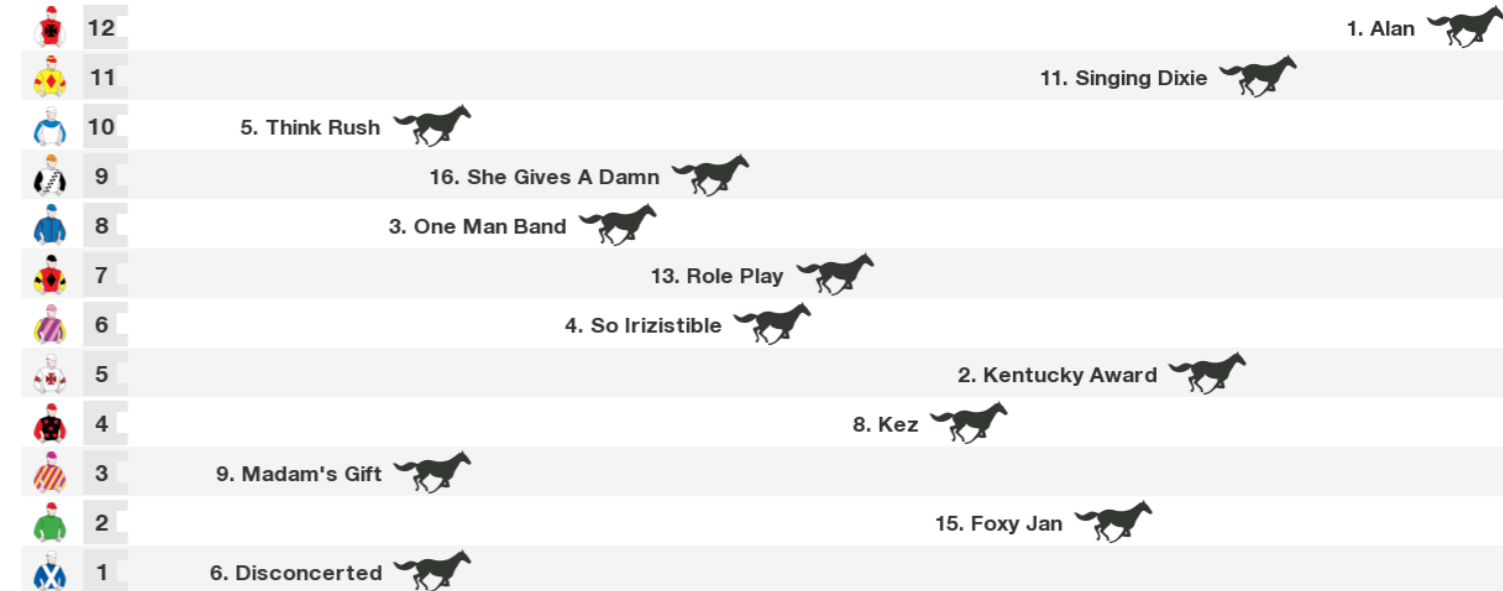 12 1. Alan
11 11. Singing Dixie
10 5. Think Rush
9 16. She Gives A Damn
8 3. One Man Band
7 13. Role Play
6 4. So Irizistible
5 2. Kentucky Award
4 8. Kez
3 9. Madam's Gift
2 15. Foxy Jan
1 6. Disconcerted